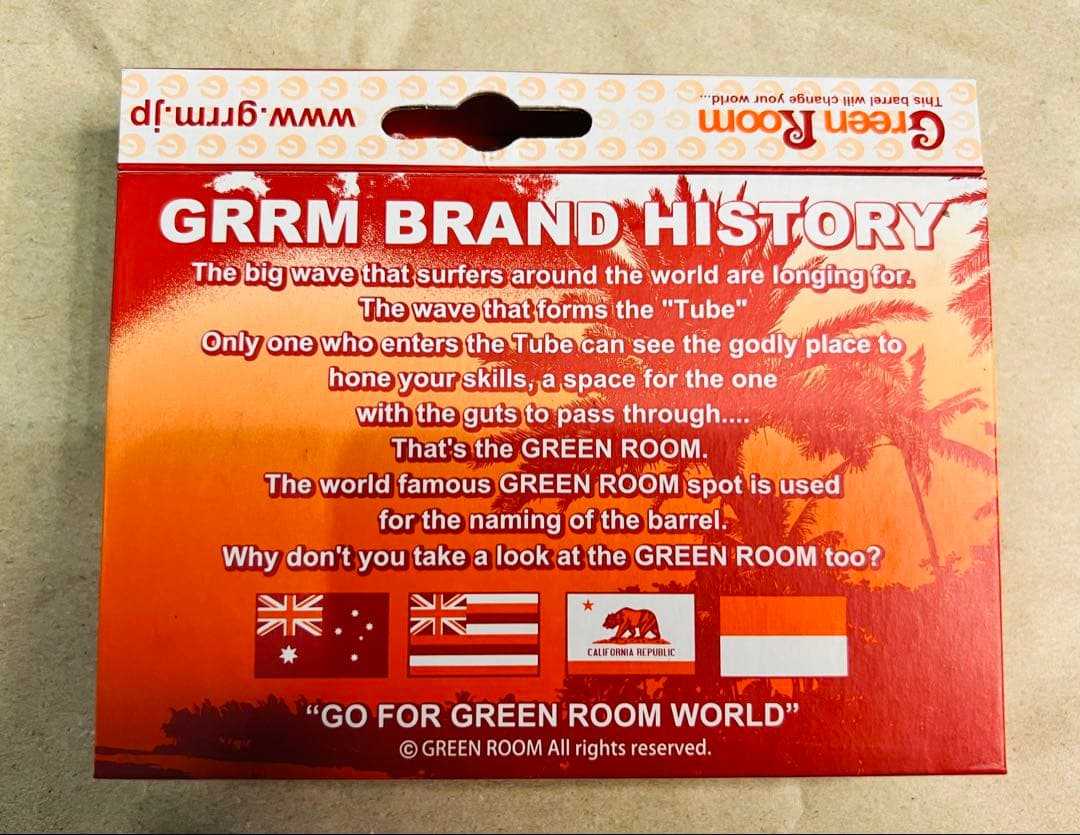 www.grrm.jp
Green Room
This barrel will change your world...
GRRM BRAND HISTORY
The big wave that surfers around the world are longing for.
The wave that forms the "Tube"
Only one who enters the Tube can see the godly place to
hone your skills, a space for the one
with the guts to pass through....
That's the GREEN ROOM.
The world famous GREEN ROOM spot is used
for the naming of the barrel.
Why don't you take a look at the GREEN ROOM too?
CALIFORNIA REPUBLIC
“GO FOR GREEN ROOM WORLD”
© GREEN ROOM All rights reserved.